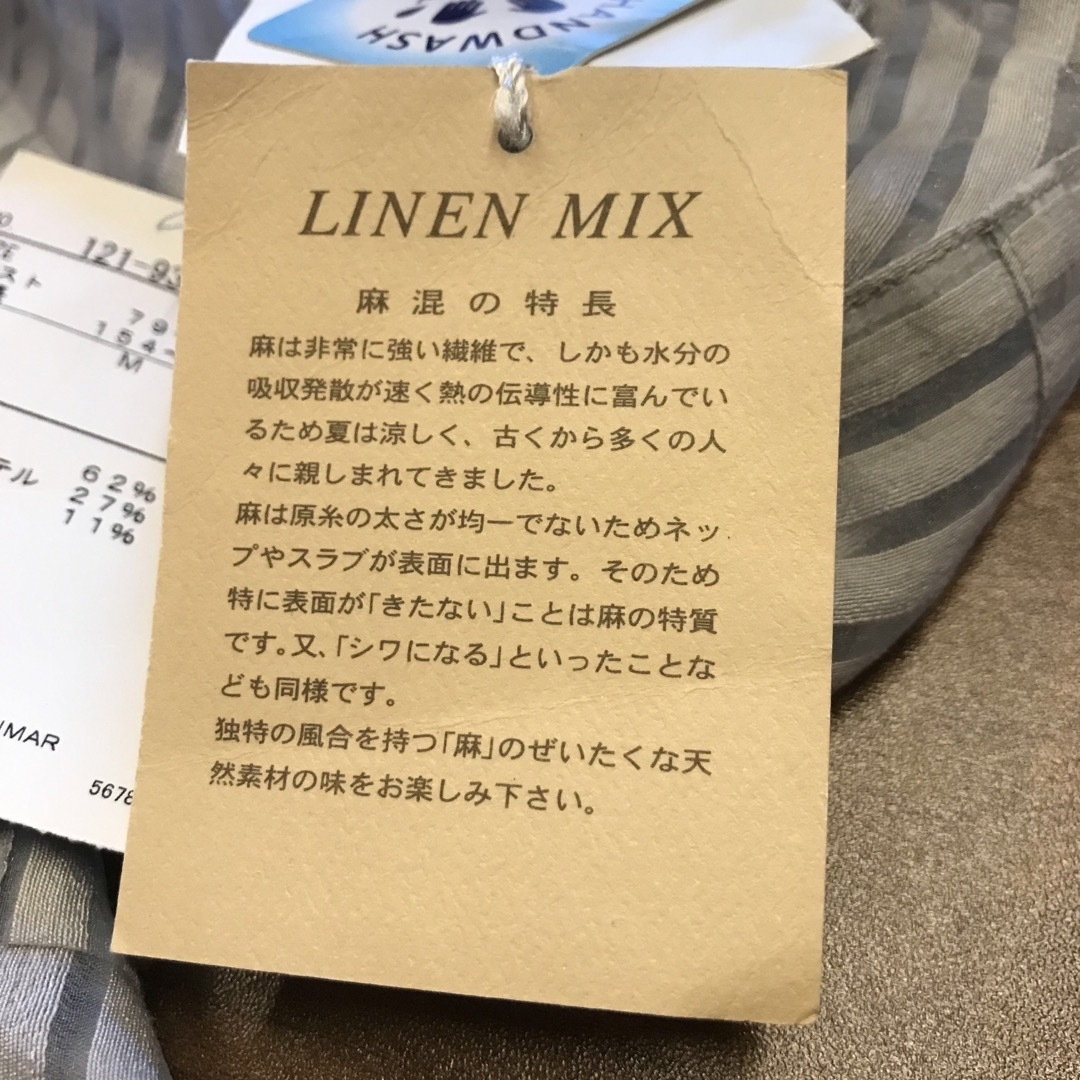 HANDWASH
LINEN MIX
麻混の特長
麻は非常に強い繊維で、しかも水分の
吸収発散が速く熱の伝導性に富んでい
るため夏は涼しく、古くから多くの人
々に親しまれてきました。
麻は原糸の太さが均一でないためネッ
プやスラブが表面に出ます。そのため
特に表面が「きたない」ことは麻の特質
です。又、「シワになる」といったことな
ども同様です。
独特の風合を持つ「麻」のぜいたくな天
然素材の味をお楽しみ下さい。
121-93
スト
79
154-
M
テル 62%
27%
11%
NMAR
5678